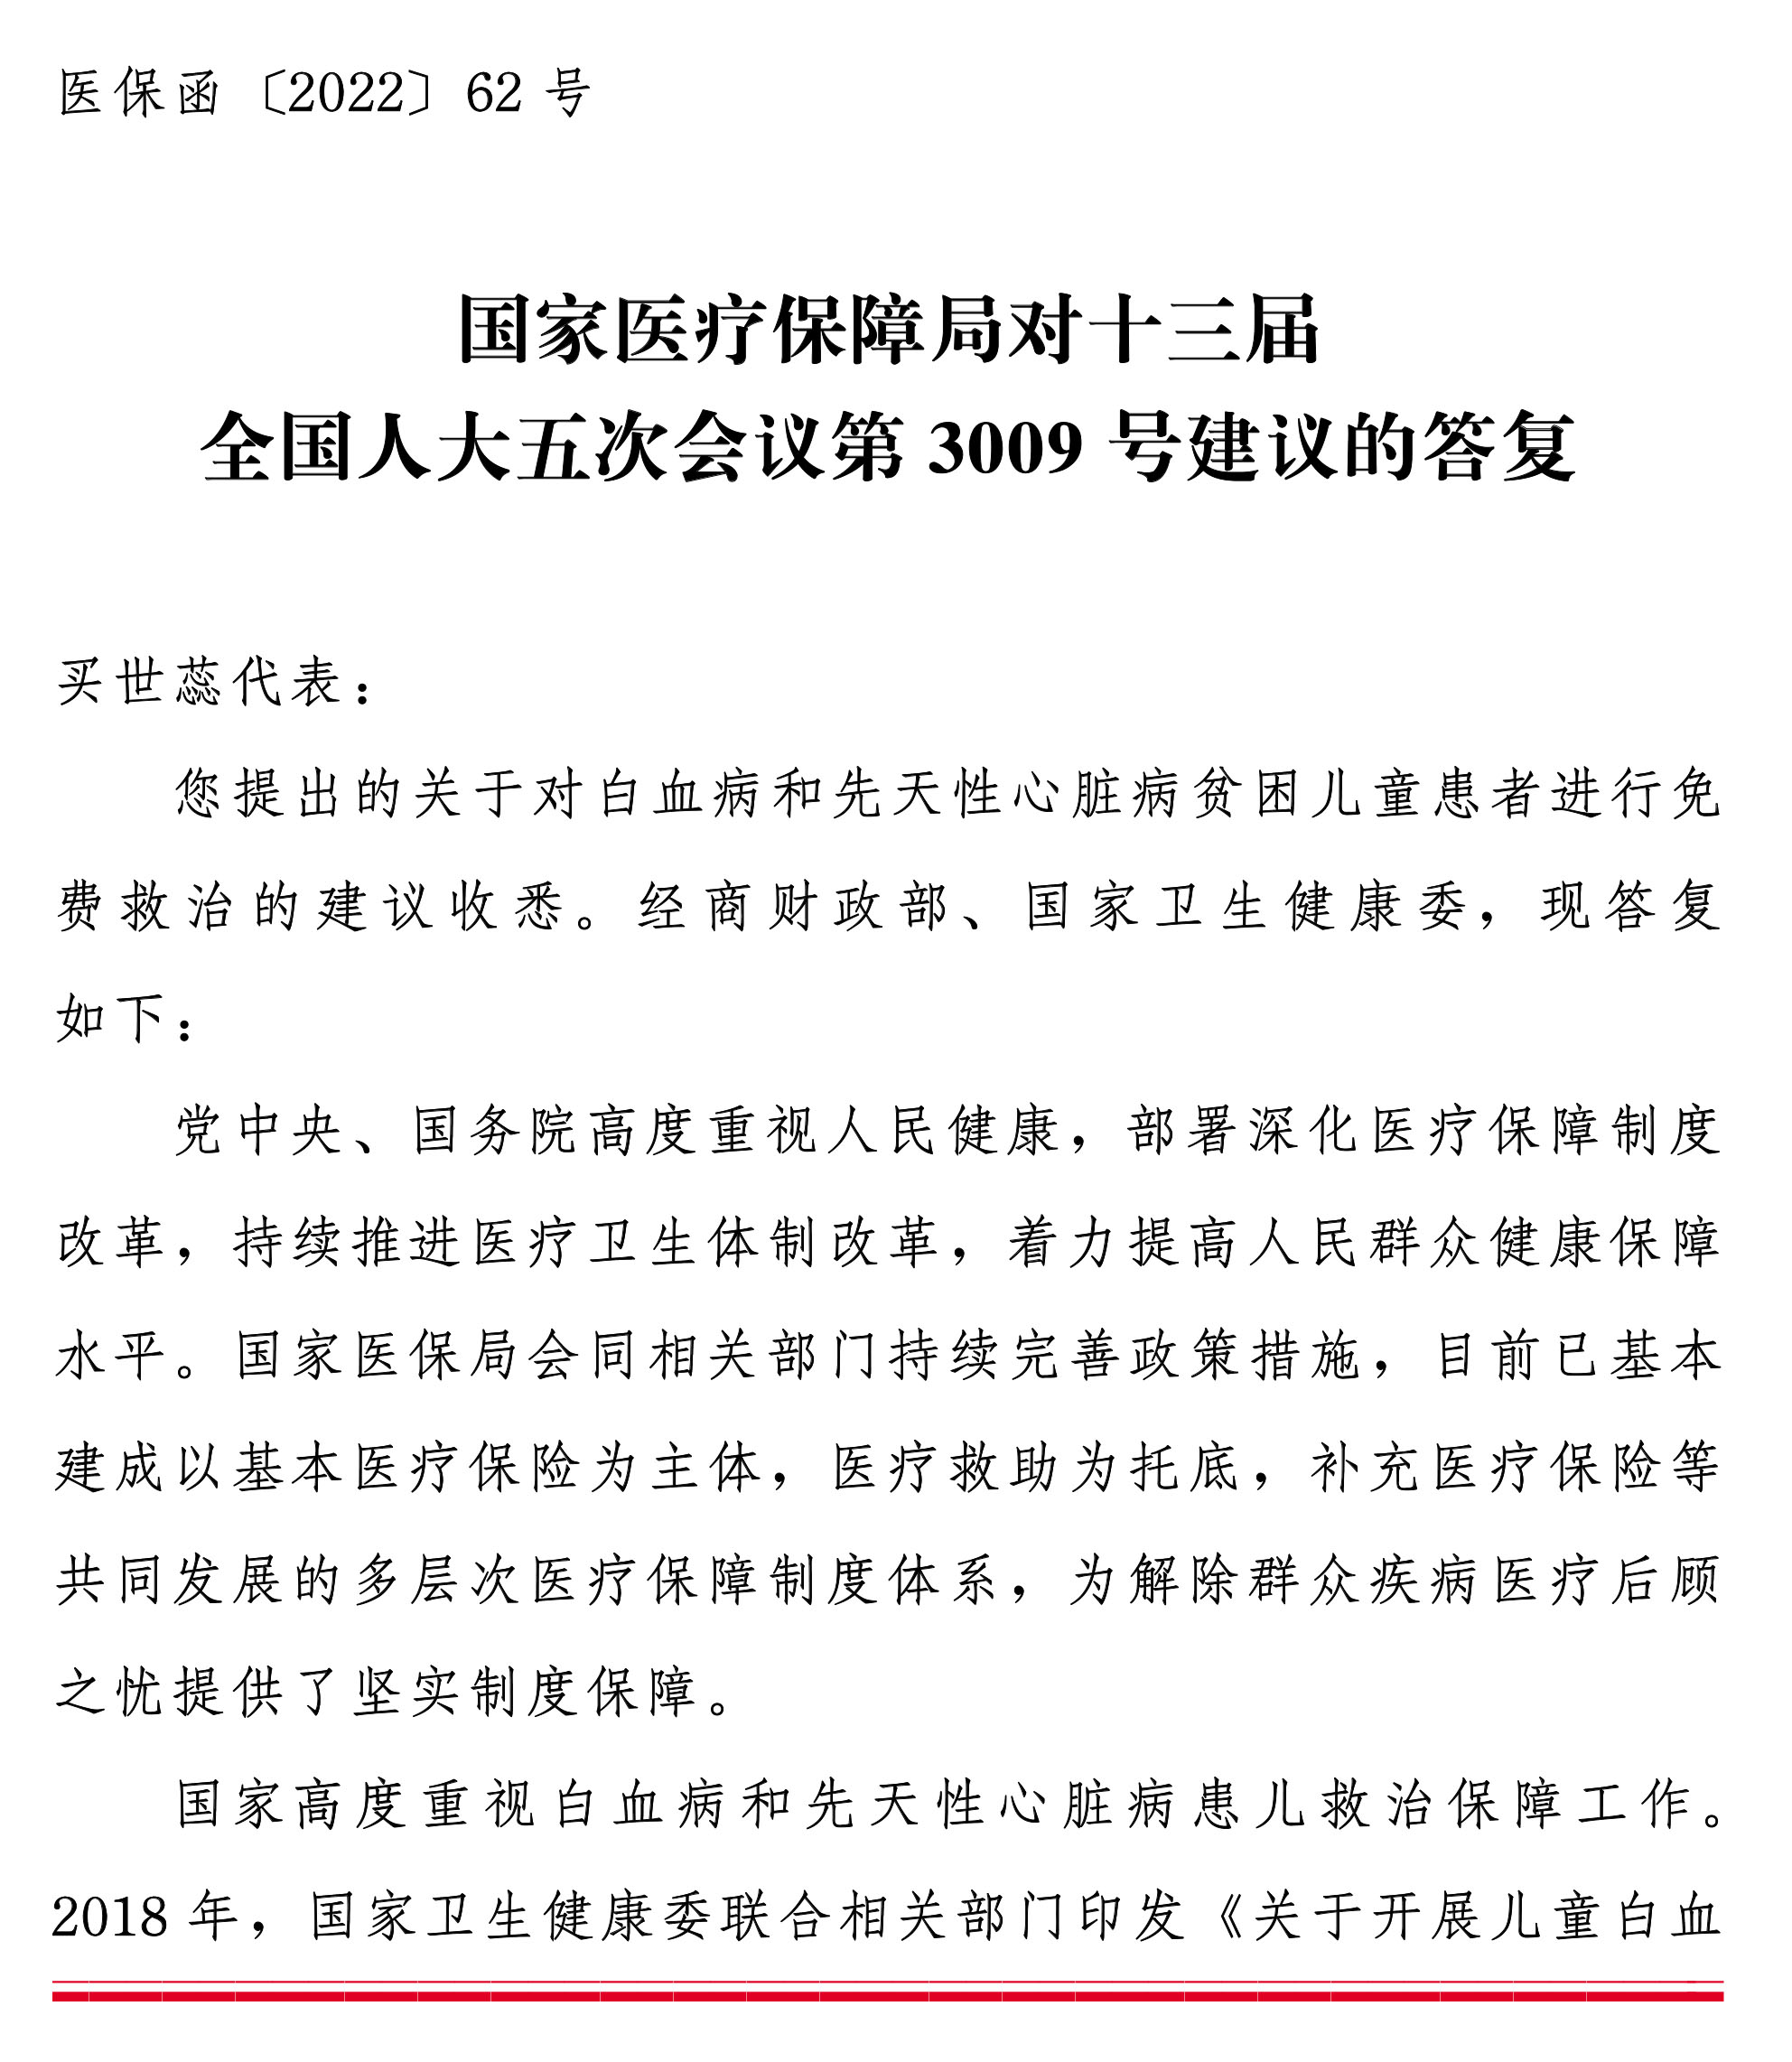 医保函〔2022〕62 号
国家医疗保障局对十三届
全国人大五次会议第 3009 号建议的答复
买世蕊代表：
您提出的关于对白血病和先天性心脏病贫困儿童患者进行免
费救治的建议收悉。经商财政部、国家卫生健康委，现答复
如下：
党中央、国务院高度重视人民健康，部署深化医疗保障制度
改革，持续推进医疗卫生体制改革，着力提高人民群众健康保障
水平。国家医保局会同相关部门持续完善政策措施，目前已基本
建成以基本医疗保险为主体，医疗救助为托底，补充医疗保险等
共同发展的多层次医疗保障制度体系，为解除群众疾病医疗后顾
之忧提供了坚实制度保障。
国家高度重视白血病和先天性心脏病患儿救治保障工作。
2018 年，国家卫生健康委联合相关部门印发《关于开展儿童白血